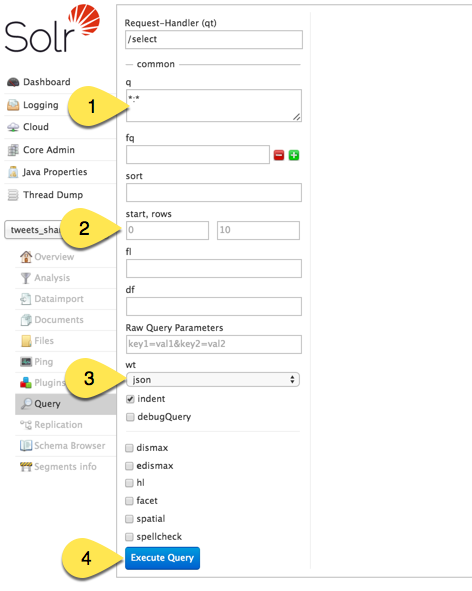 Solr
Dashboard
Logging
Cloud
Core Admin
Java Properties
Thread Dump
tweets_sha
Overview
Analysis
Dataimport
Documents
Files
Ping
Plugins
Query
Replication
Schema Browser
Segments info
Request-Handler (qt)
/select
common
q
1
*:*
fq
sort
start, rows
2
0 10
fl
df
Raw Query Parameters
key1=val1&key2=val2
wt
3
json
indent
debugQuery
dismax
edismax
hl
facet
spatial
spellcheck
4
Execute Query